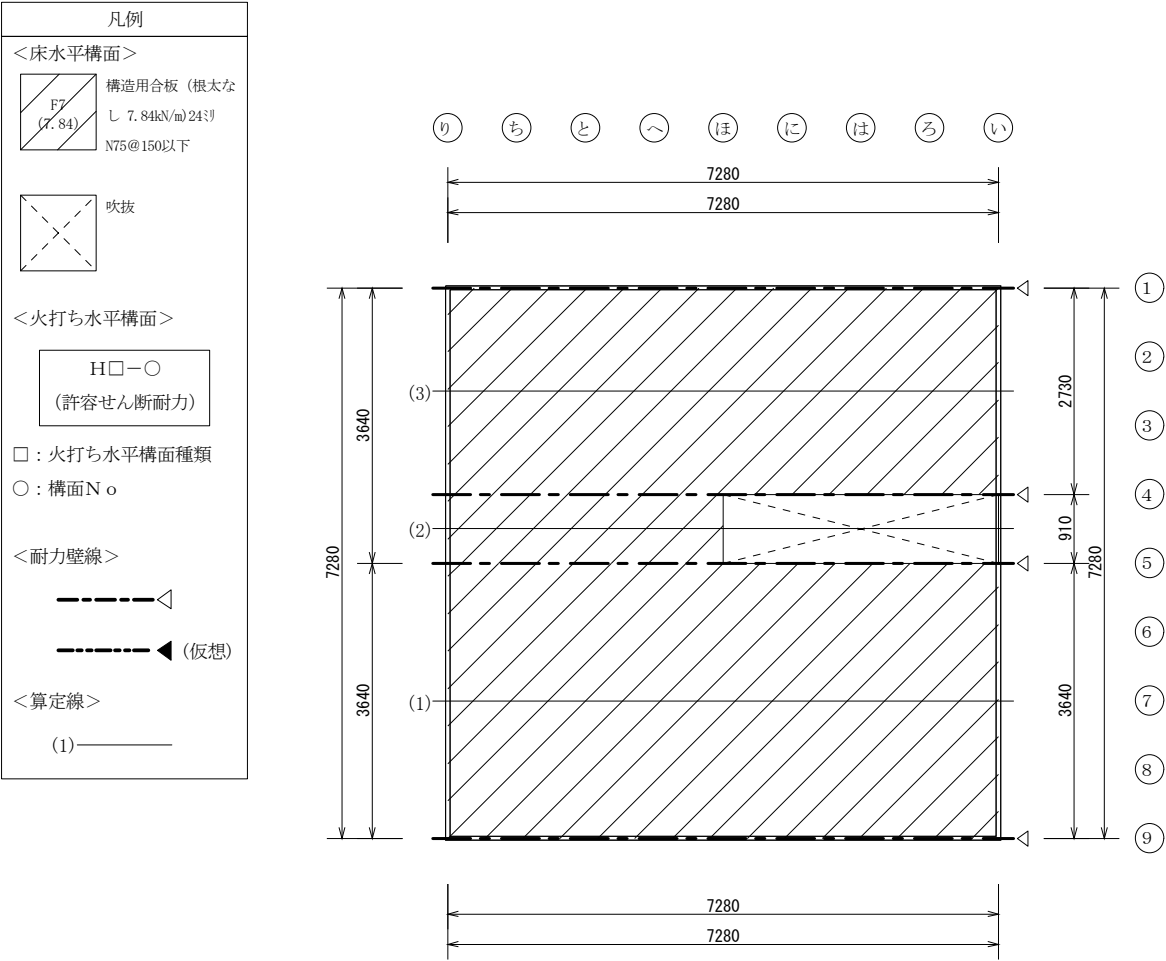 凡例
<床水平構面>
F7
(7.84)
構造用合板（根太な
し 7.84kN/m)24ﾐﾘ
N75@150以下
吹抜
<火打ち水平構面>
H□－○
(許容せん断耐力)
□：火打ち水平構面種類
○：構面No
<耐力壁線>
(仮想)
<算定線>
(1)
り ち と へ ほ に は ろ い
7280
7280
7280
3640
3640
(3)
(2)
(1)
2730
910
3640
7280
1
2
3
4
5
6
7
8
9
7280
7280